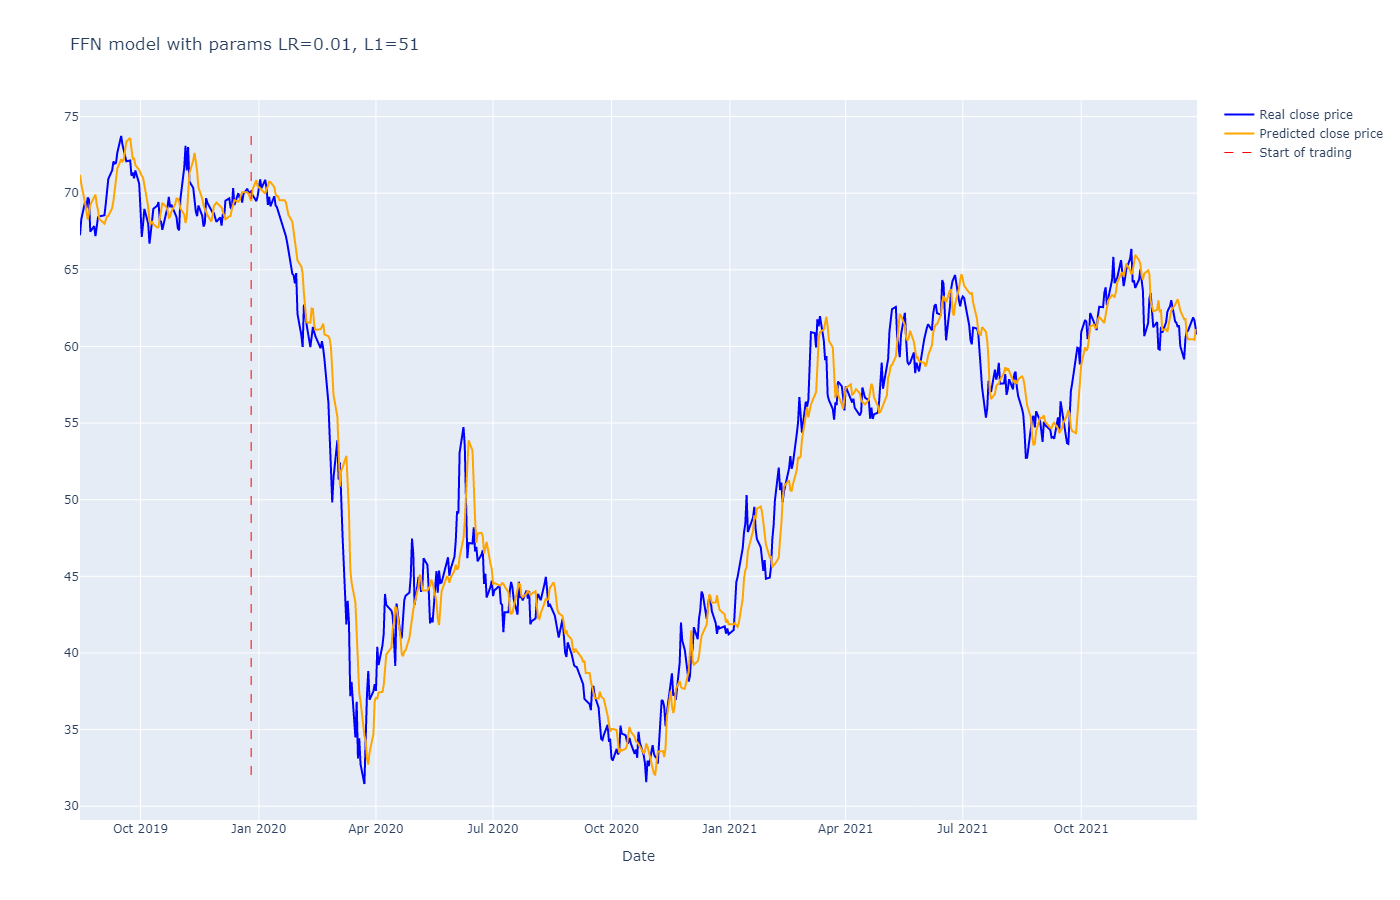 FFN model with params LR=0.01, L1=51
Real close price
Predicted close price
Start of trading
75
70
65
60
55
50
45
40
35
30
Oct 2019
Jan 2020
Apr 2020
Jul 2020
Oct 2020
Jan 2021
Apr 2021
Jul 2021
Oct 2021
Date